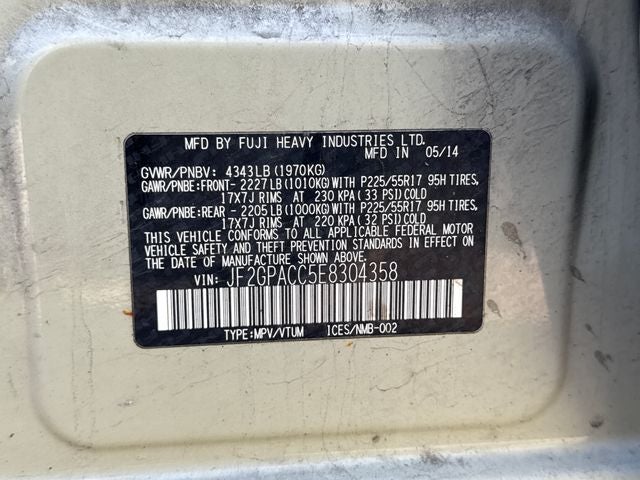 MFD BY FUJI HEAVY INDUSTRIES LTD.
MFD IN 05/14
GVWR/PNBV: 4343LB (1970KG)
GAWR/PNBE:FRONT- 2227LB (1010KG) WITH P225/55R17 95H TIRES,
17X7J RIMS AT 230 KPA (33 PSI) COLD
GAWR/PNBE:REAR - 2205LB (1000KG) WITH P225/55R17 95H TIRES,
17X7J RIMS AT 220 KPA (32 PSI) COLD
THIS VEHICLE CONFORMS TO ALL APPLICABLE FEDERAL MOTOR
VEHICLE SAFETY AND THEFT PREVENTION STANDARDS IN EFFECT
ON THE DATE OF MANUFACTURE SHOWN ABOVE.
VIN: JF2GPACC5E8304358
TYPE:MPV/VTUM ICES/NMB-002